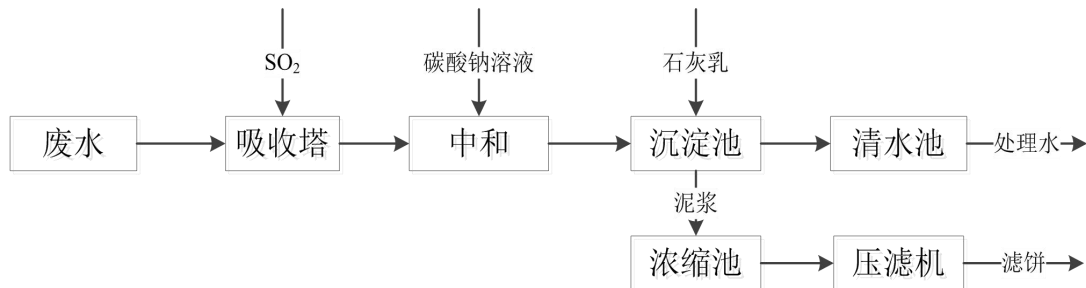 SO₂
碳酸钠溶液
石灰乳
废水
吸收塔
中和
沉淀池
清水池
处理水
泥浆
浓缩池
压滤机
滤饼